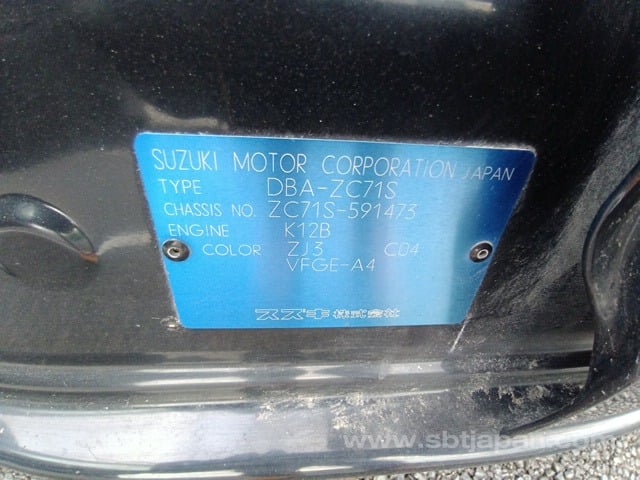 SUZUKI MOTOR CORPORATION JAPAN
TYPE DBA-ZC71S
CHASSIS NO. ZC71S-591473
ENGINE K12B
COLOR ZJ3 C04
VFGE-A4
スズキ株式会社
www.sbtjapan.com